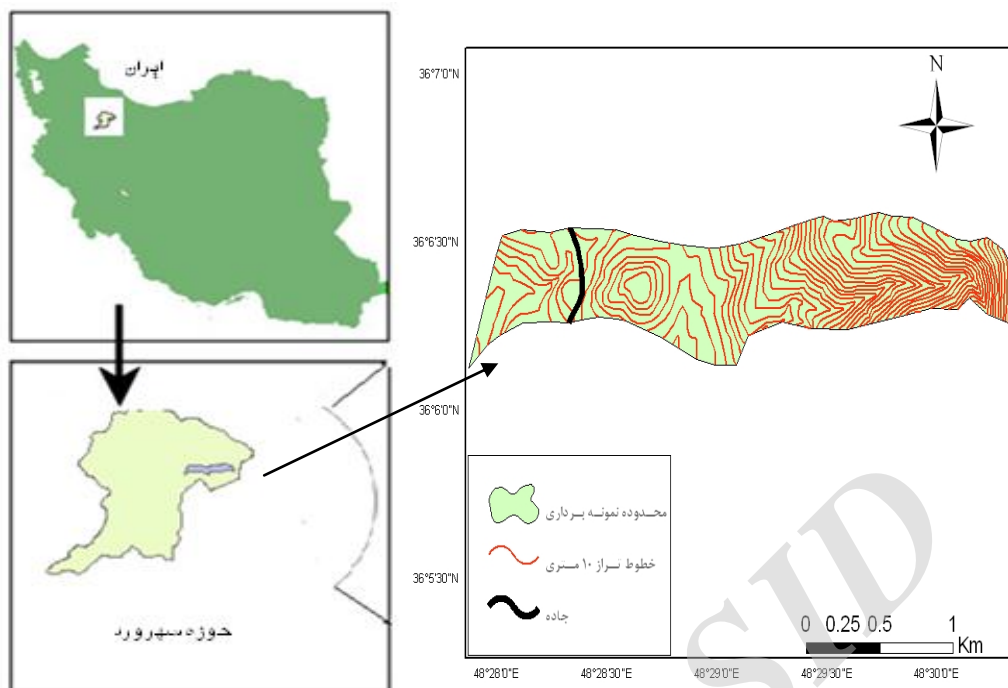 ایران
حوزه سهرورد
N
36°7'0"N
36°6'30"N
36°6'0"N
36°5'30"N
محدوده نمونه برداری
خطوط تراز ۱۰ متری
جاده
0 0.25 0.5 1
Km
48°28'0"E 48°28'30"E 48°29'0"E 48°29'30"E 48°30'0"E
SID